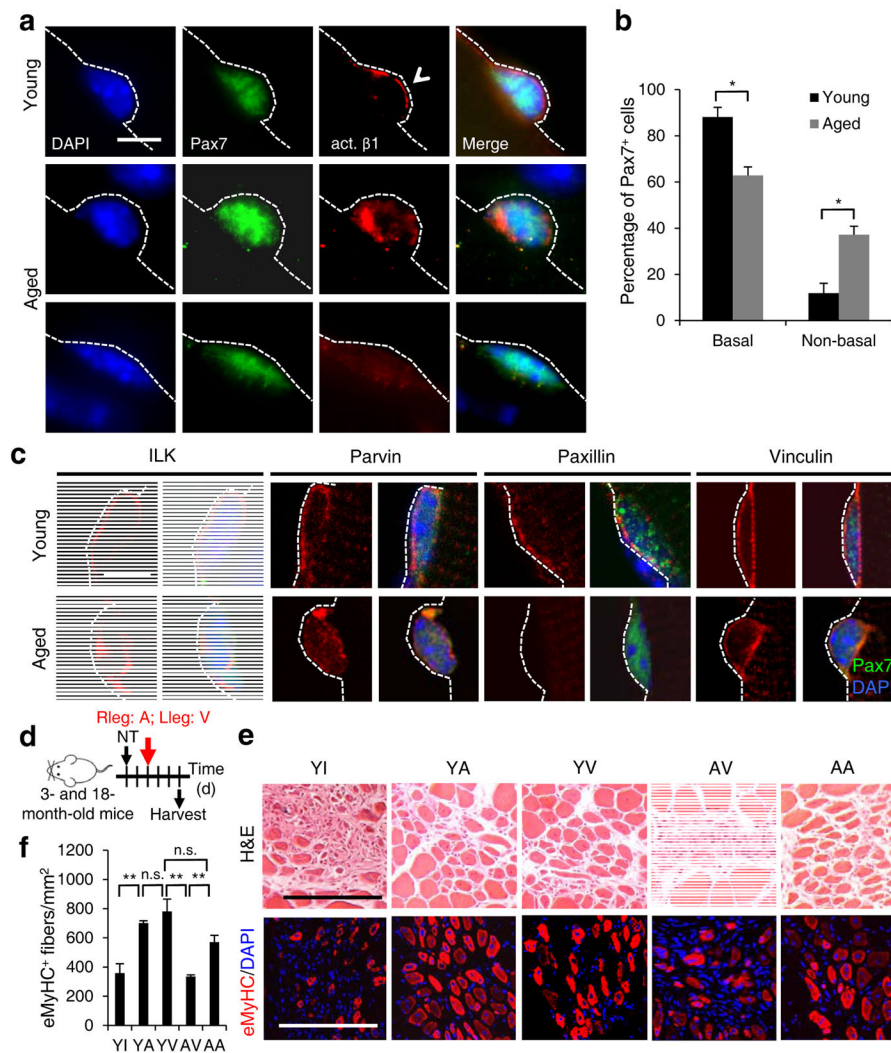 a
Young
DAPI
Pax7
act. β1
Merge
Aged
b
Percentage of Pax7+ cells
100
80
60
40
20
0
*
*
Young
Aged
Basal
Non-basal
c
ILK
Parvin
Paxillin
Vinculin
Young
Aged
Pax7
DAPI
d
Rleg: A; Lleg: V
NT
Time
(d)
3- and 18-
month-old mice
Harvest
e
YI
YA
YV
AV
AA
H&E
eMyHC/DAPI
f
eMyHC+ fibers/mm2
1200
1000
800
600
400
200
0
n.s.
** n.s. ** **
YI YA YV AV AA